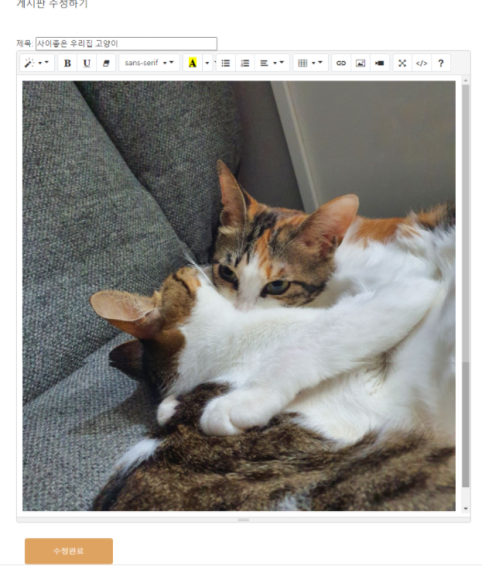 게시판 수정하기
제목: 사이좋은 우리집 고양이
B U sans-serif A </> ?
수정완료